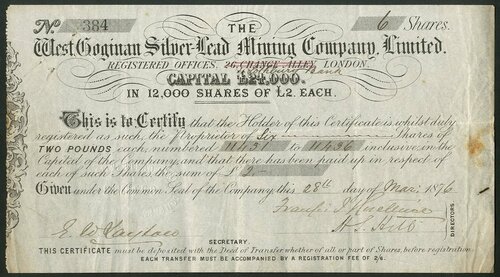 No. 384
THE
6 Shares.
West Goginan Silver-Lead Mining Company, Limited.
REGISTERED OFFICES, 26, CHANGE ALLEY, LONDON.
CAPITAL £24,000.
IN 12,000 SHARES OF £2. EACH.
This is to Certify that the Holder of this Certificate is whilst duly
registered as such, the Proprietor of Six Shares of
TWO POUNDS each, numbered 11431 to 11436 inclusive, in the
Capital of the Company, and that there has been paid up in respect
of each of such Shares the sum of £2
Given under the Common Seal of the Company, this 28th day of 1876
DIRECTORS
SECRETARY.
THIS CERTIFICATE must be deposited with the Deed of Transfer, whether of all or part of Shares, before registration.
EACH TRANSFER MUST BE ACCOMPANIED BY A REGISTRATION FEE OF 2/6.